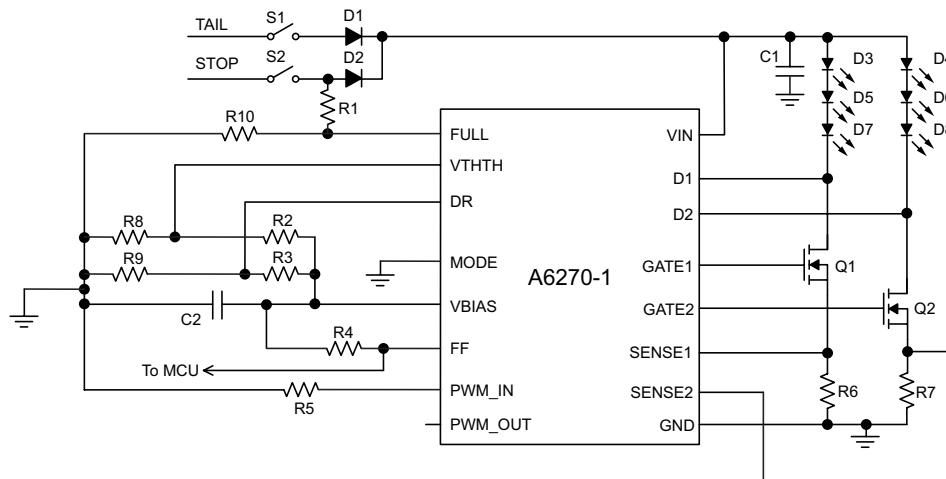 TAIL
S1
D1
STOP
S2
D2
R1
C1
D3
D5
D7
R10
FULL
VIN
VTHTH
D1
DR
D2
R8
R2
R9
R3
MODE
A6270-1
GATE1
Q1
C2
VBIAS
GATE2
Q2
R4
FF
SENSE1
To MCU
PWM_IN
SENSE2
R6
R7
R5
PWM_OUT
GND